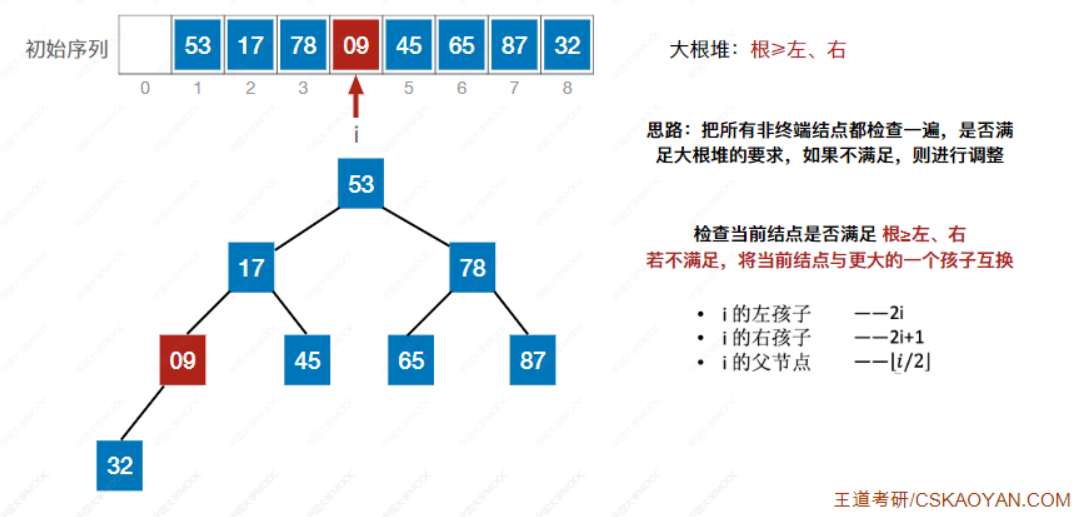 初始序列 53 17 78 09 45 65 87 32
0 1 2 3 5 6 7 8
i
大根堆：根≥左、右
思路：把所有非终端结点都检查一遍，是否满
足大根堆的要求，如果不满足，则进行调整
检查当前结点是否满足 根≥左、右
若不满足，将当前结点与更大的一个孩子互换
• i 的左孩子 ——2i
• i 的右孩子 ——2i+1
• i 的父节点 ——⌊i/2⌋
53
17 78
09 45 65 87
32
王道考研/CSKAOYAN.COM